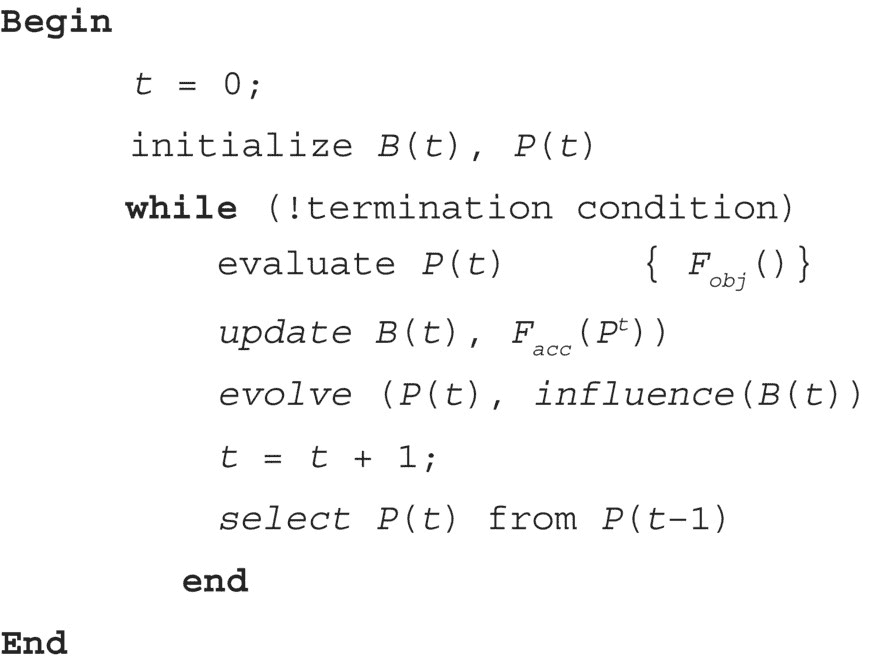 Begin
t = 0;
initialize B(t), P(t)
while (!termination condition)
evaluate P(t) { F_obj()}
update B(t), F_acc(P^t))
evolve (P(t), influence(B(t))
t = t + 1;
select P(t) from P(t−1)
end
End